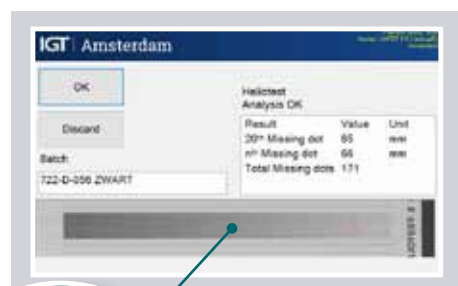 IGT Amsterdam
OK
Discard
Batch
722-D-056 ZWART
Heliotest
Analysis OK
Result Value Unit
20th Missing dot 65 mm
nth Missing dot 66 mm
Total Missing dots 171